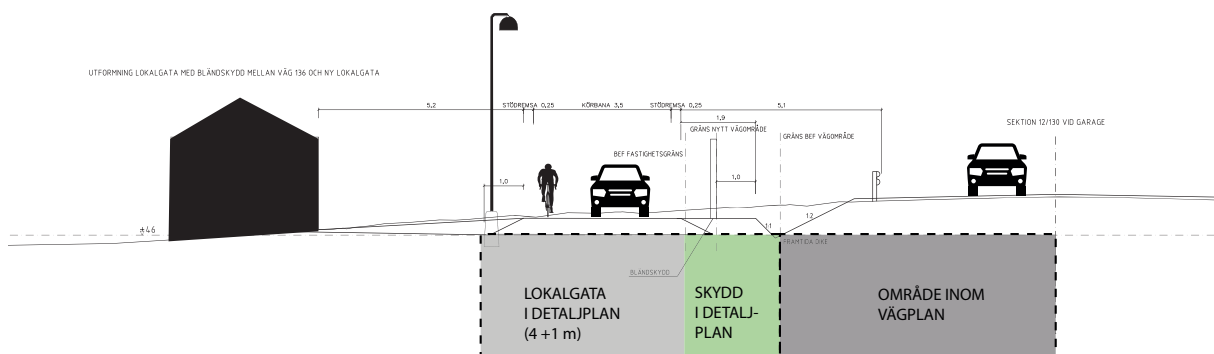 UTFORMNING LOKALGATA MED BLÄNDSKYDD MELLAN VÄG 136 OCH NY LOKALGATA
5,2
STÖDREMSA 0,25
KÖRBANA 3,5
STÖDREMSA 0,25
5,1
1,9
GRÄNS NYTT VÄGOMRÅDE
GRÄNS BEF VÄGOMRÅDE
SEKTION 12/130 VID GARAGE
BEF FASTIGHETSGRÄNS
1,0
1,0
1:2
1:1
±46
FRAMTIDA DIKE
BLÄNDSKYDD
LOKALGATA
I DETALJPLAN
(4 +1 m)
SKYDD
I DETALJ-
PLAN
OMRÅDE INOM
VÄGPLAN